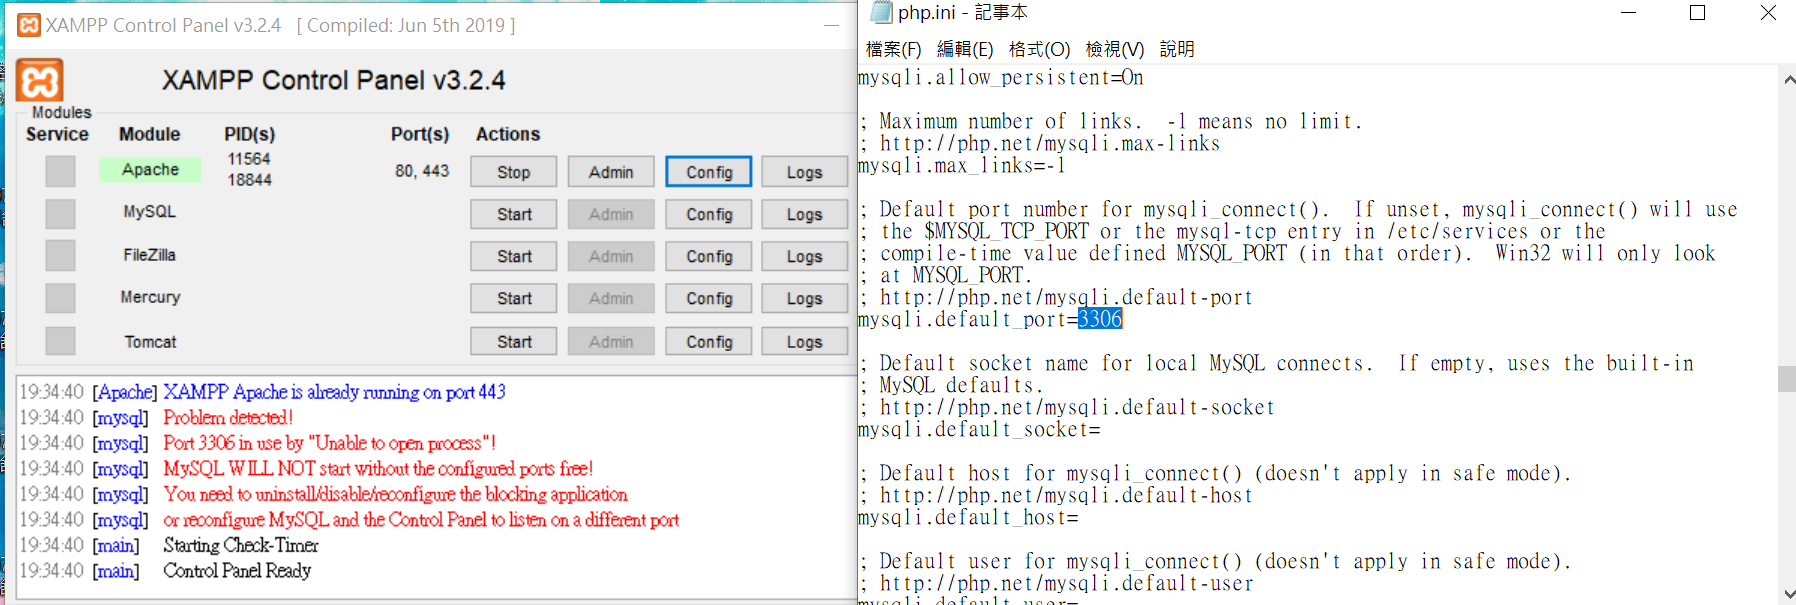 XAMPP Control Panel v3.2.4 [ Compiled: Jun 5th 2019 ]
XAMPP Control Panel v3.2.4
Modules
Service Module PID(s) Port(s) Actions
Apache 11564 18844 80, 443 Stop Admin Config Logs
MySQL Start Admin Config Logs
FileZilla Start Admin Config Logs
Mercury Start Admin Config Logs
Tomcat Start Admin Config Logs
19:34:40 [Apache] XAMPP Apache is already running on port 443
19:34:40 [mysql] Problem detected!
19:34:40 [mysql] Port 3306 in use by "Unable to open process"!
19:34:40 [mysql] MySQL WILL NOT start without the configured ports free!
19:34:40 [mysql] You need to uninstall/disable/reconfigure the blocking application
19:34:40 [mysql] or reconfigure MySQL and the Control Panel to listen on a different port
19:34:40 [main] Starting Check-Timer
19:34:40 [main] Control Panel Ready
php.ini - 記事本
檔案(F) 編輯(E) 格式(O) 檢視(V) 說明
mysqli.allow_persistent=On
; Maximum number of links.  -1 means no limit.
; http://php.net/mysqli.max-links
mysqli.max_links=-1
; Default port number for mysqli_connect().  If unset, mysqli_connect() will use
; the $MYSQL_TCP_PORT or the mysql-tcp entry in /etc/services or the
; compile-time value defined MYSQL_PORT (in that order).  Win32 will only look
; at MYSQL_PORT.
; http://php.net/mysqli.default-port
mysqli.default_port=3306
; Default socket name for local MySQL connects.  If empty, uses the built-in
; MySQL defaults.
; http://php.net/mysqli.default-socket
mysqli.default_socket=
; Default host for mysqli_connect() (doesn't apply in safe mode).
; http://php.net/mysqli.default-host
mysqli.default_host=
; Default user for mysqli_connect() (doesn't apply in safe mode).
; http://php.net/mysqli.default-user
mysqli.default_user=